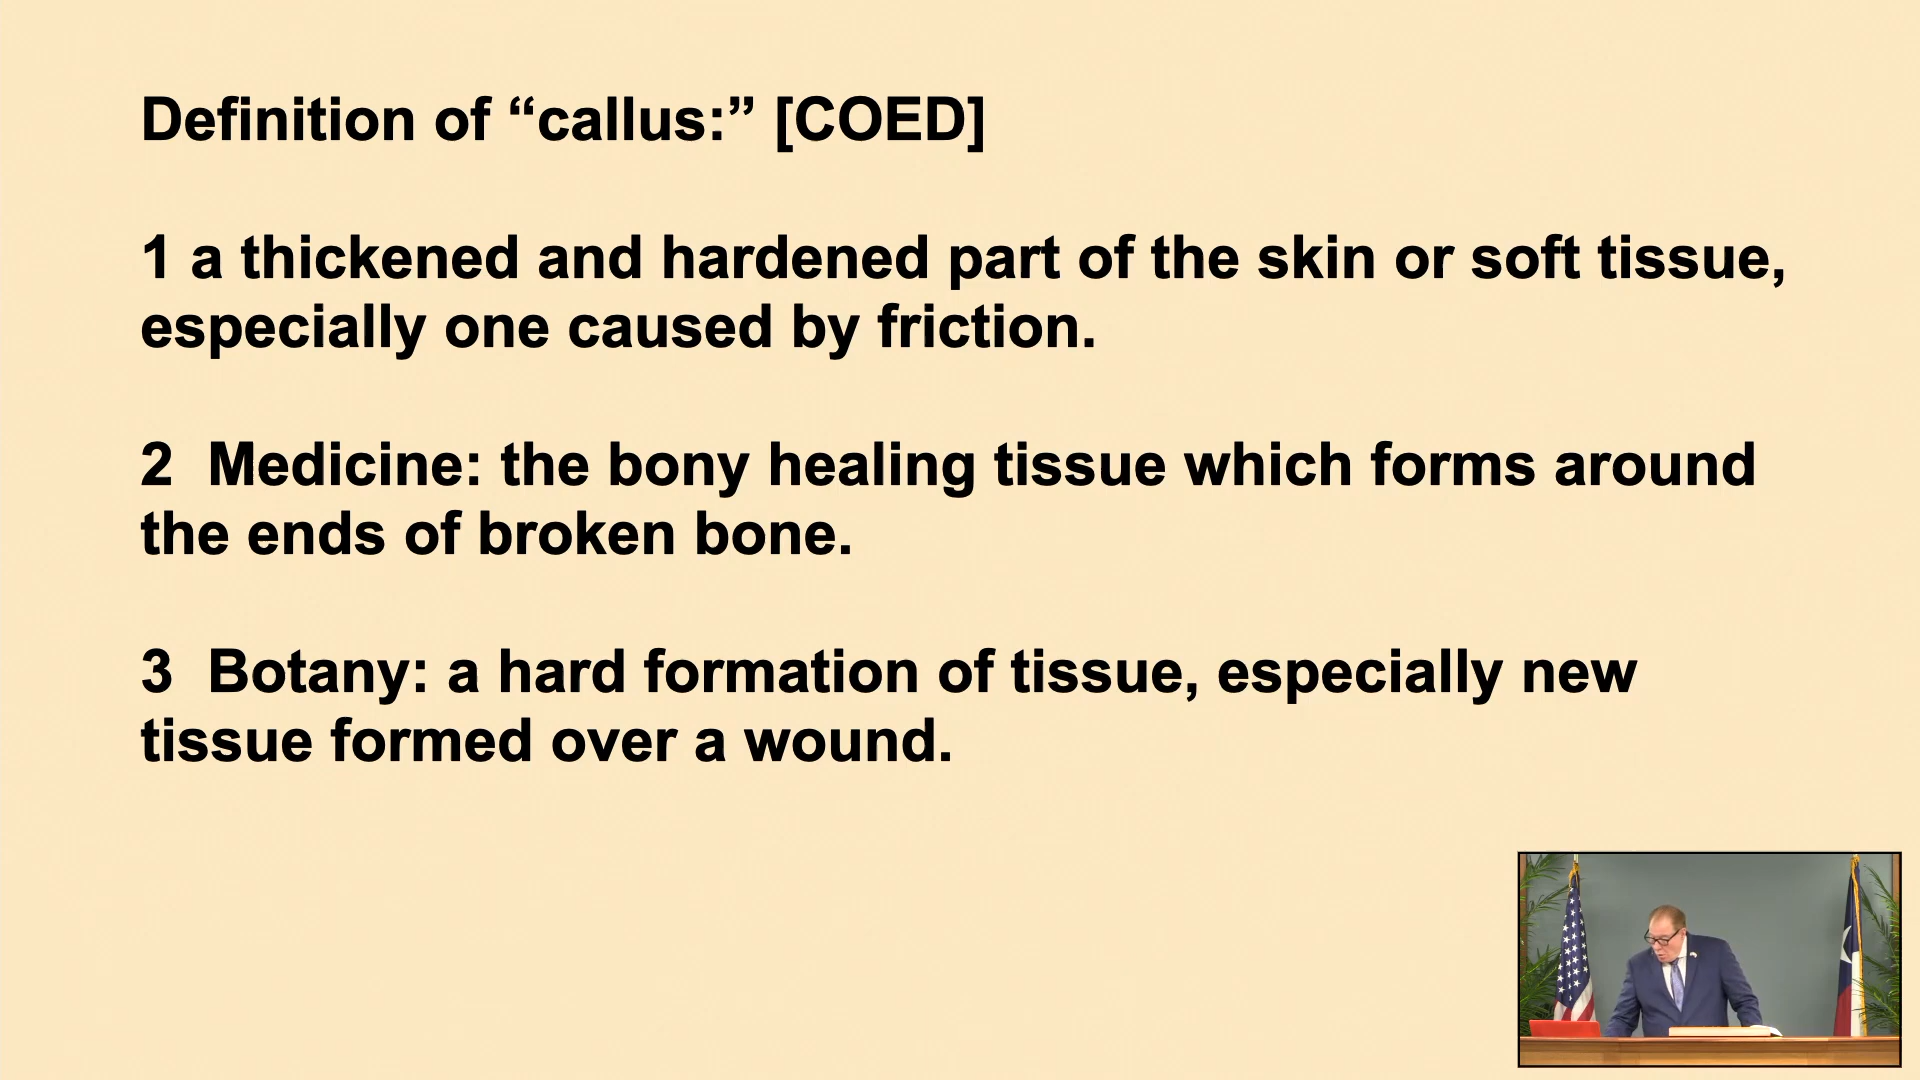 Definition of “callus:” [COED]
1 a thickened and hardened part of the skin or soft tissue,
especially one caused by friction.
2  Medicine: the bony healing tissue which forms around
the ends of broken bone.
3  Botany: a hard formation of tissue, especially new
tissue formed over a wound.